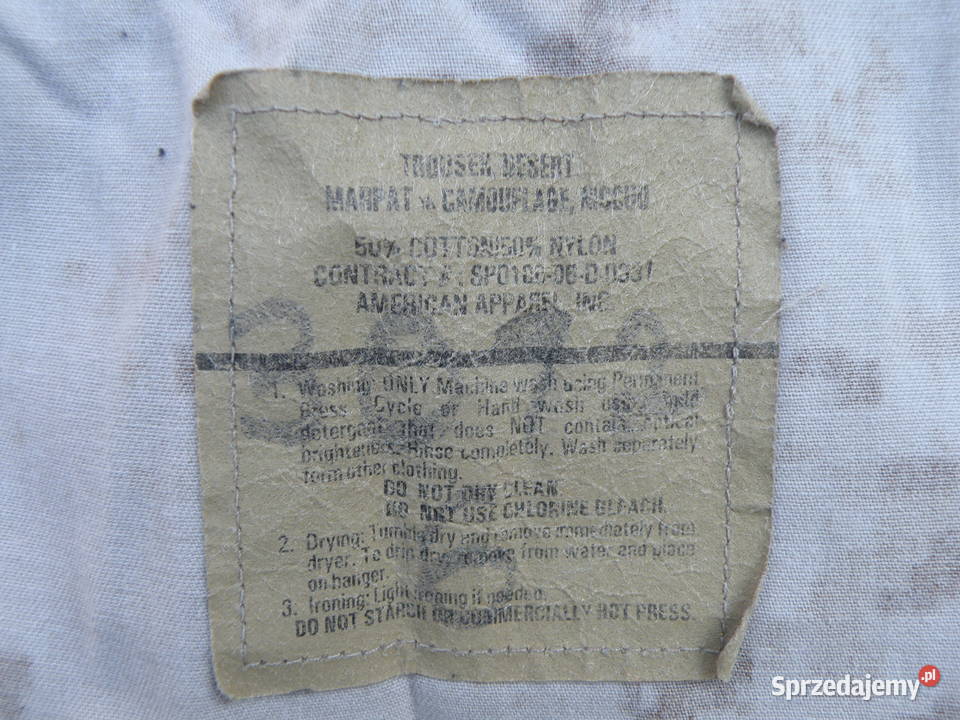 TROUSER, DESERT
MARPAT CAMOUFLAGE, MCCUU
50% COTTON/50% NYLON
CONTRACT #:
AMERICAN APPAREL, INC.
1. Washing: ONLY Machine wash using Permanent
Press Cycle or Hand wash using mild
detergent that does NOT contain optical
brighteners. Rinse completely. Wash seperately
form other clothing.
DO NOT DRY CLEAN
DO NOT USE CHLORINE BLEACH.
2. Drying: Tumble dry and remove immediately from
dryer. To drip dry, remove from water and place
on hanger.
3. Ironing: Light ironing if needed.
DO NOT STARCH OR COMMERCIALLY HOT PRESS.
Sprzedajemy.pl